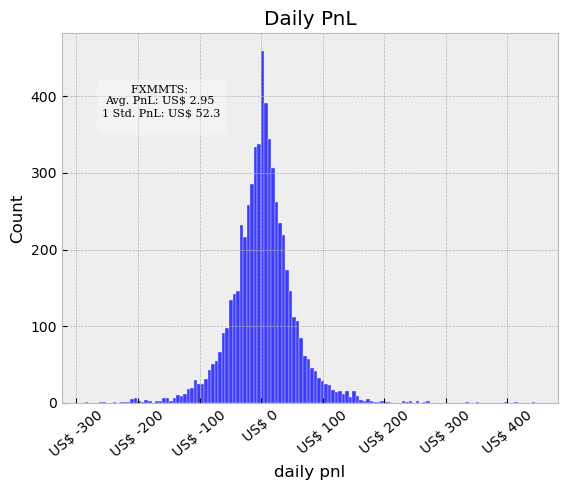 Daily PnL
FXMMTS:
Avg. PnL: US$ 2.95
1 Std. PnL: US$ 52.3
Count
400
300
200
100
0
US$ -300
US$ -200
US$ -100
US$ 0
US$ 100
US$ 200
US$ 300
US$ 400
daily pnl